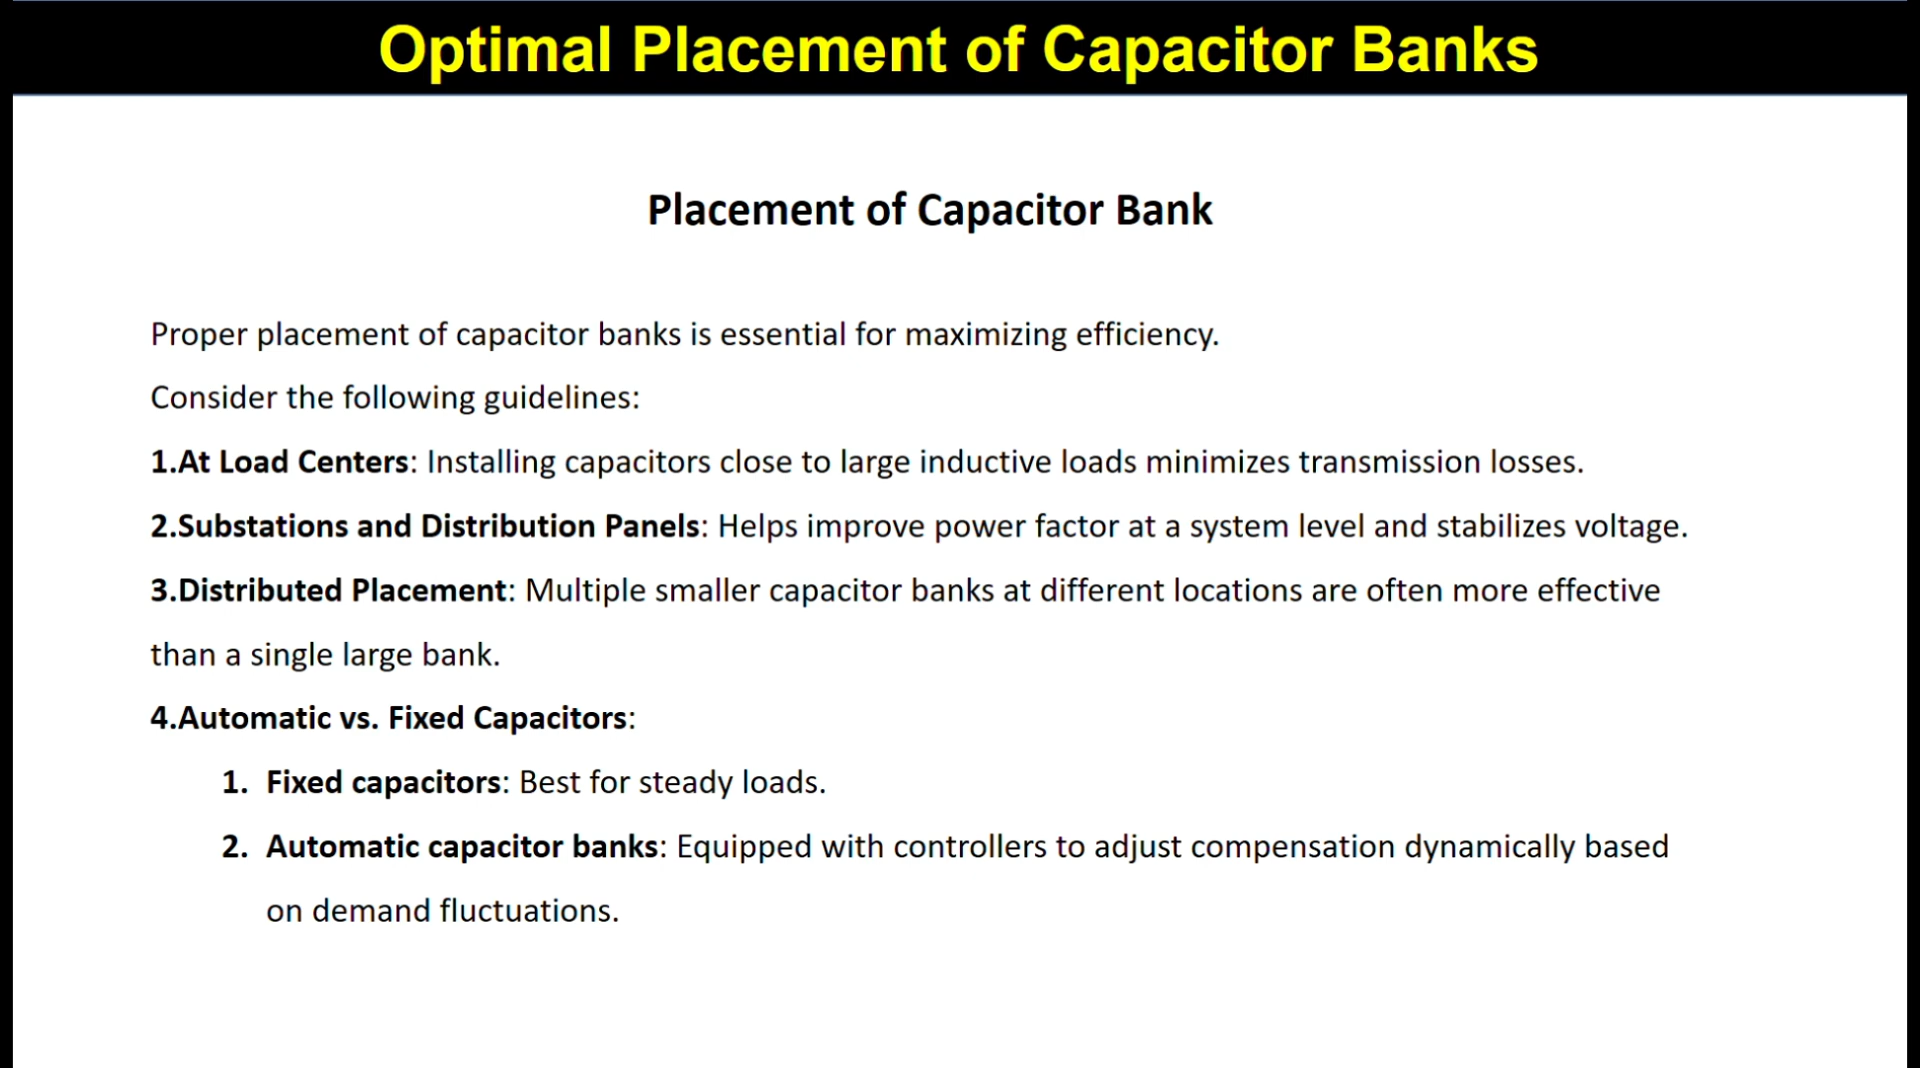 Optimal Placement of Capacitor Banks
Placement of Capacitor Bank
Proper placement of capacitor banks is essential for maximizing efficiency.
Consider the following guidelines:
1.At Load Centers: Installing capacitors close to large inductive loads minimizes transmission losses.
2.Substations and Distribution Panels: Helps improve power factor at a system level and stabilizes voltage.
3.Distributed Placement: Multiple smaller capacitor banks at different locations are often more effective
than a single large bank.
4.Automatic vs. Fixed Capacitors:
1. Fixed capacitors: Best for steady loads.
2. Automatic capacitor banks: Equipped with controllers to adjust compensation dynamically based
on demand fluctuations.